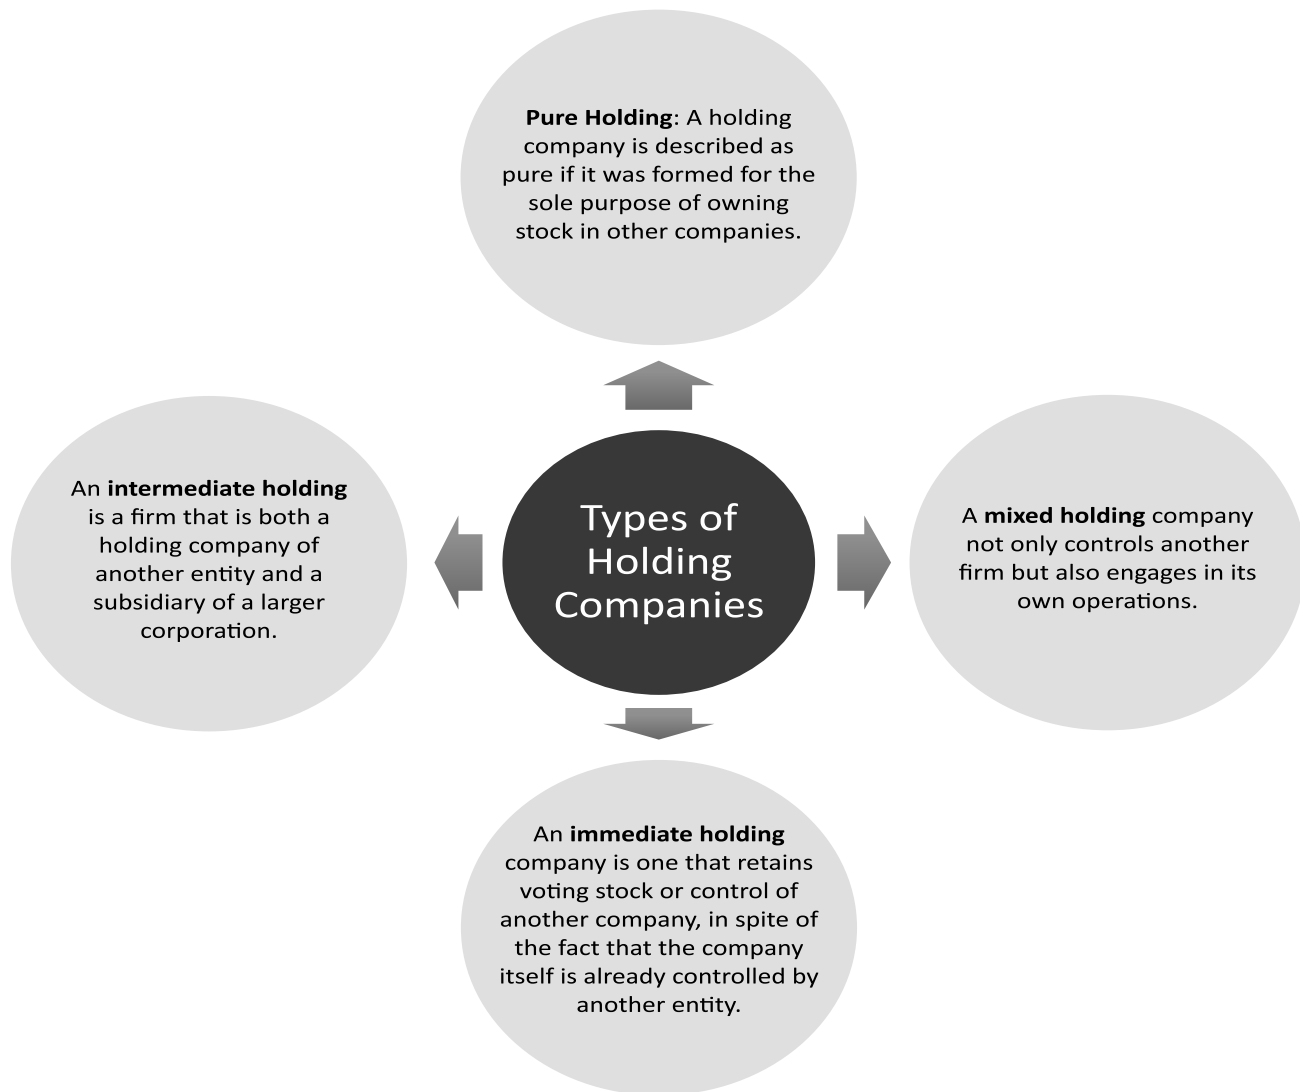 Pure Holding: A holding
company is described as
pure if it was formed for the
sole purpose of owning
stock in other companies.
An intermediate holding
is a firm that is both a
holding company of
another entity and a
subsidiary of a larger
corporation.
Types of
Holding
Companies
A mixed holding company
not only controls another
firm but also engages in its
own operations.
An immediate holding
company is one that retains
voting stock or control of
another company, in spite of
the fact that the company
itself is already controlled by
another entity.